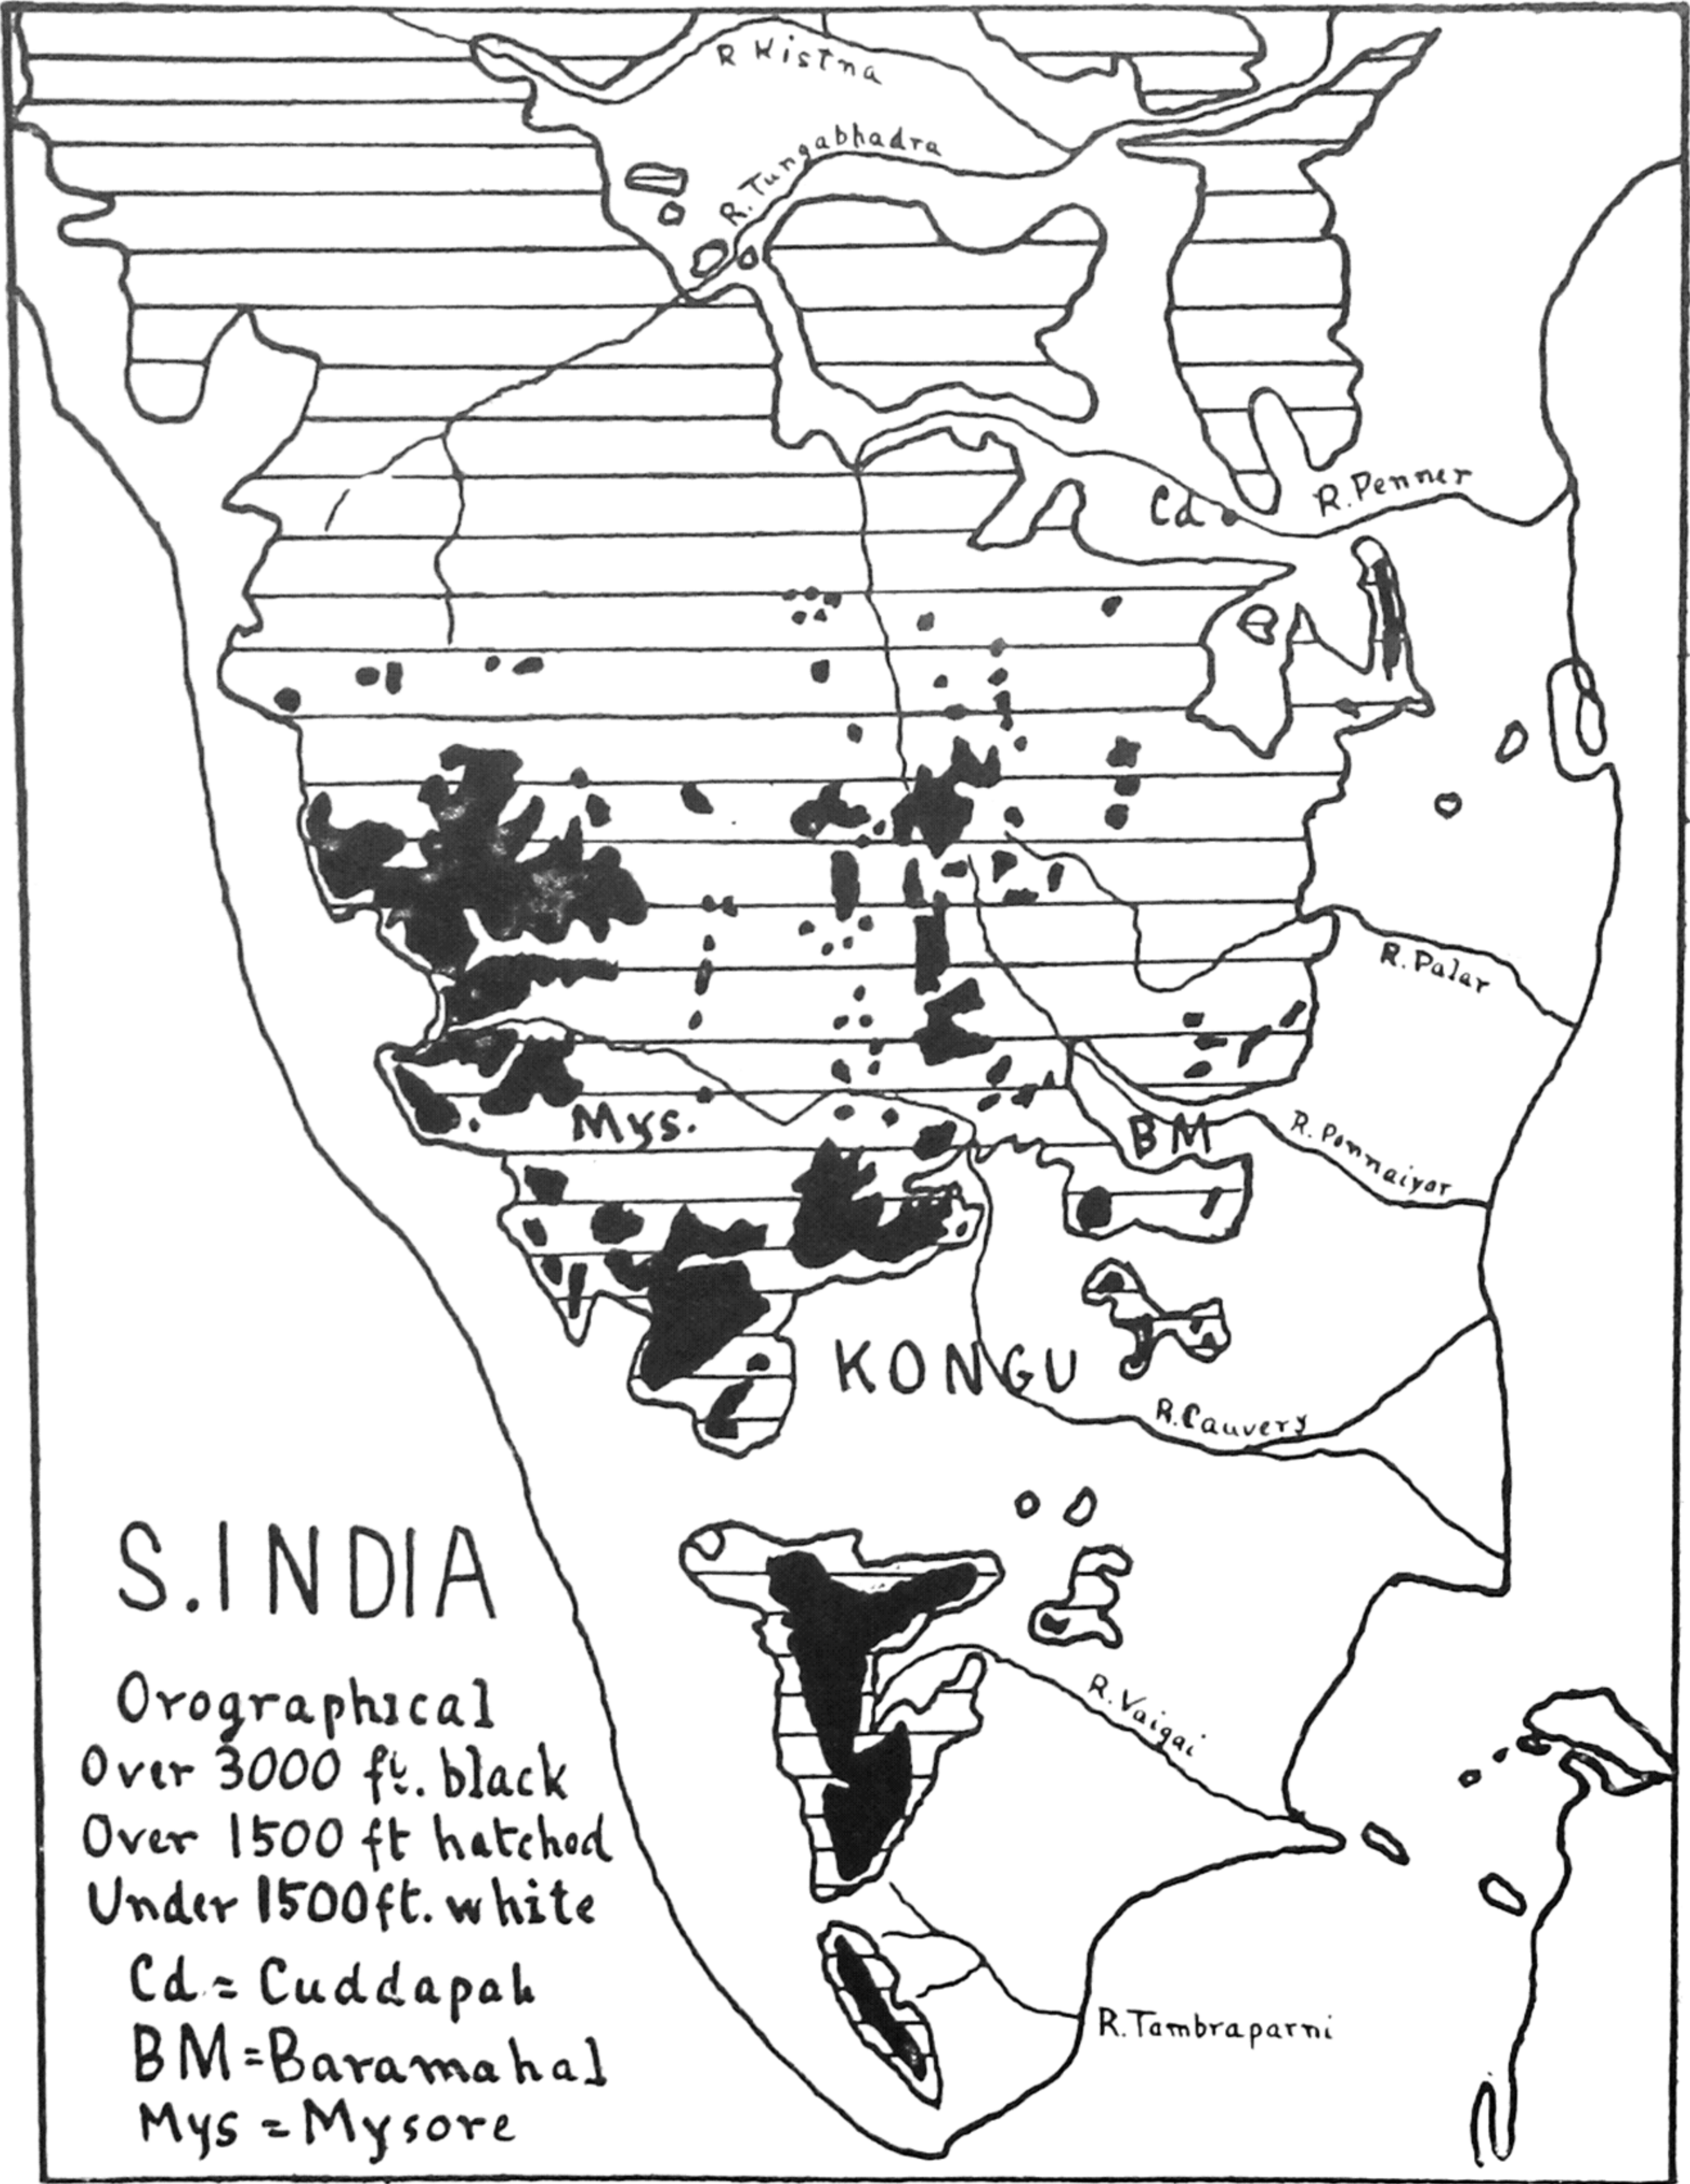 R Kistna
R. Tungabhadra
R. Penner
Cd
R. Palar
Mys.
BM
R. Ponnaiyar
KONGU
R. Cauvery
S. INDIA
Orographical
Over 3000 ft. black
Over 1500 ft hatched
Under 1500 ft. white
Cd. = Cuddapah
BM = Baramahal
Mys = Mysore
R. Vaigai
R. Tambraparni